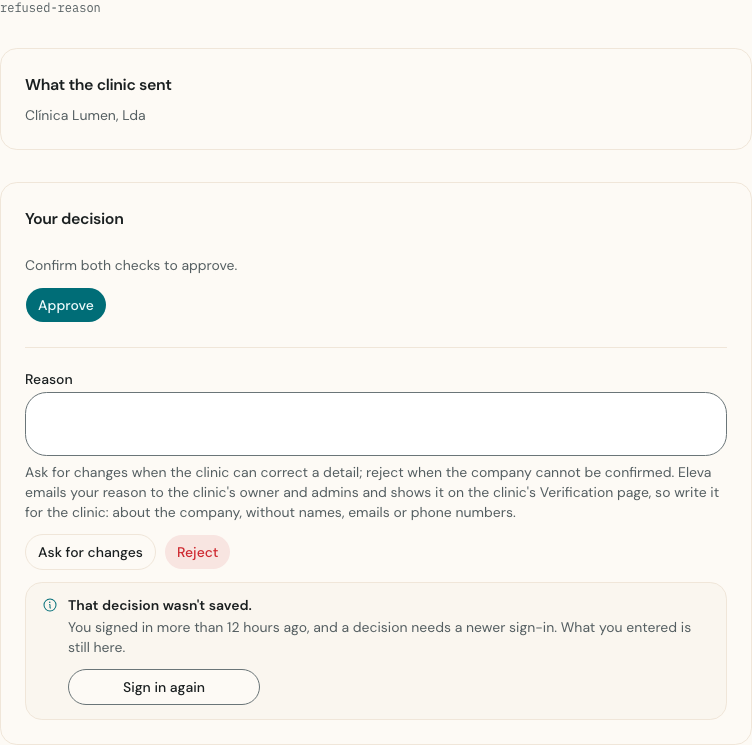 refused-reason
What the clinic sent
Clínica Lumen, Lda
Your decision
Confirm both checks to approve.
Approve
Reason
Ask for changes when the clinic can correct a detail; reject when the company cannot be confirmed. Eleva
emails your reason to the clinic's owner and admins and shows it on the clinic's Verification page, so write it
for the clinic: about the company, without names, emails or phone numbers.
Ask for changes
Reject
That decision wasn't saved.
You signed in more than 12 hours ago, and a decision needs a newer sign-in. What you entered is
still here.
Sign in again